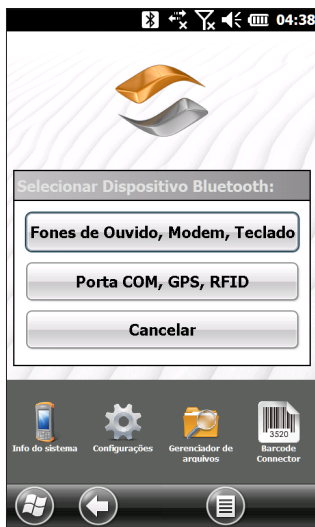 04:38
Selecionar Dispositivo Bluetooth:
Fones de Ouvido, Modem, Teclado
Porta COM, GPS, RFID
Cancelar
3520
Info do sistema
Configurações
Gerenciador de
arquivos
Barcode
Connector